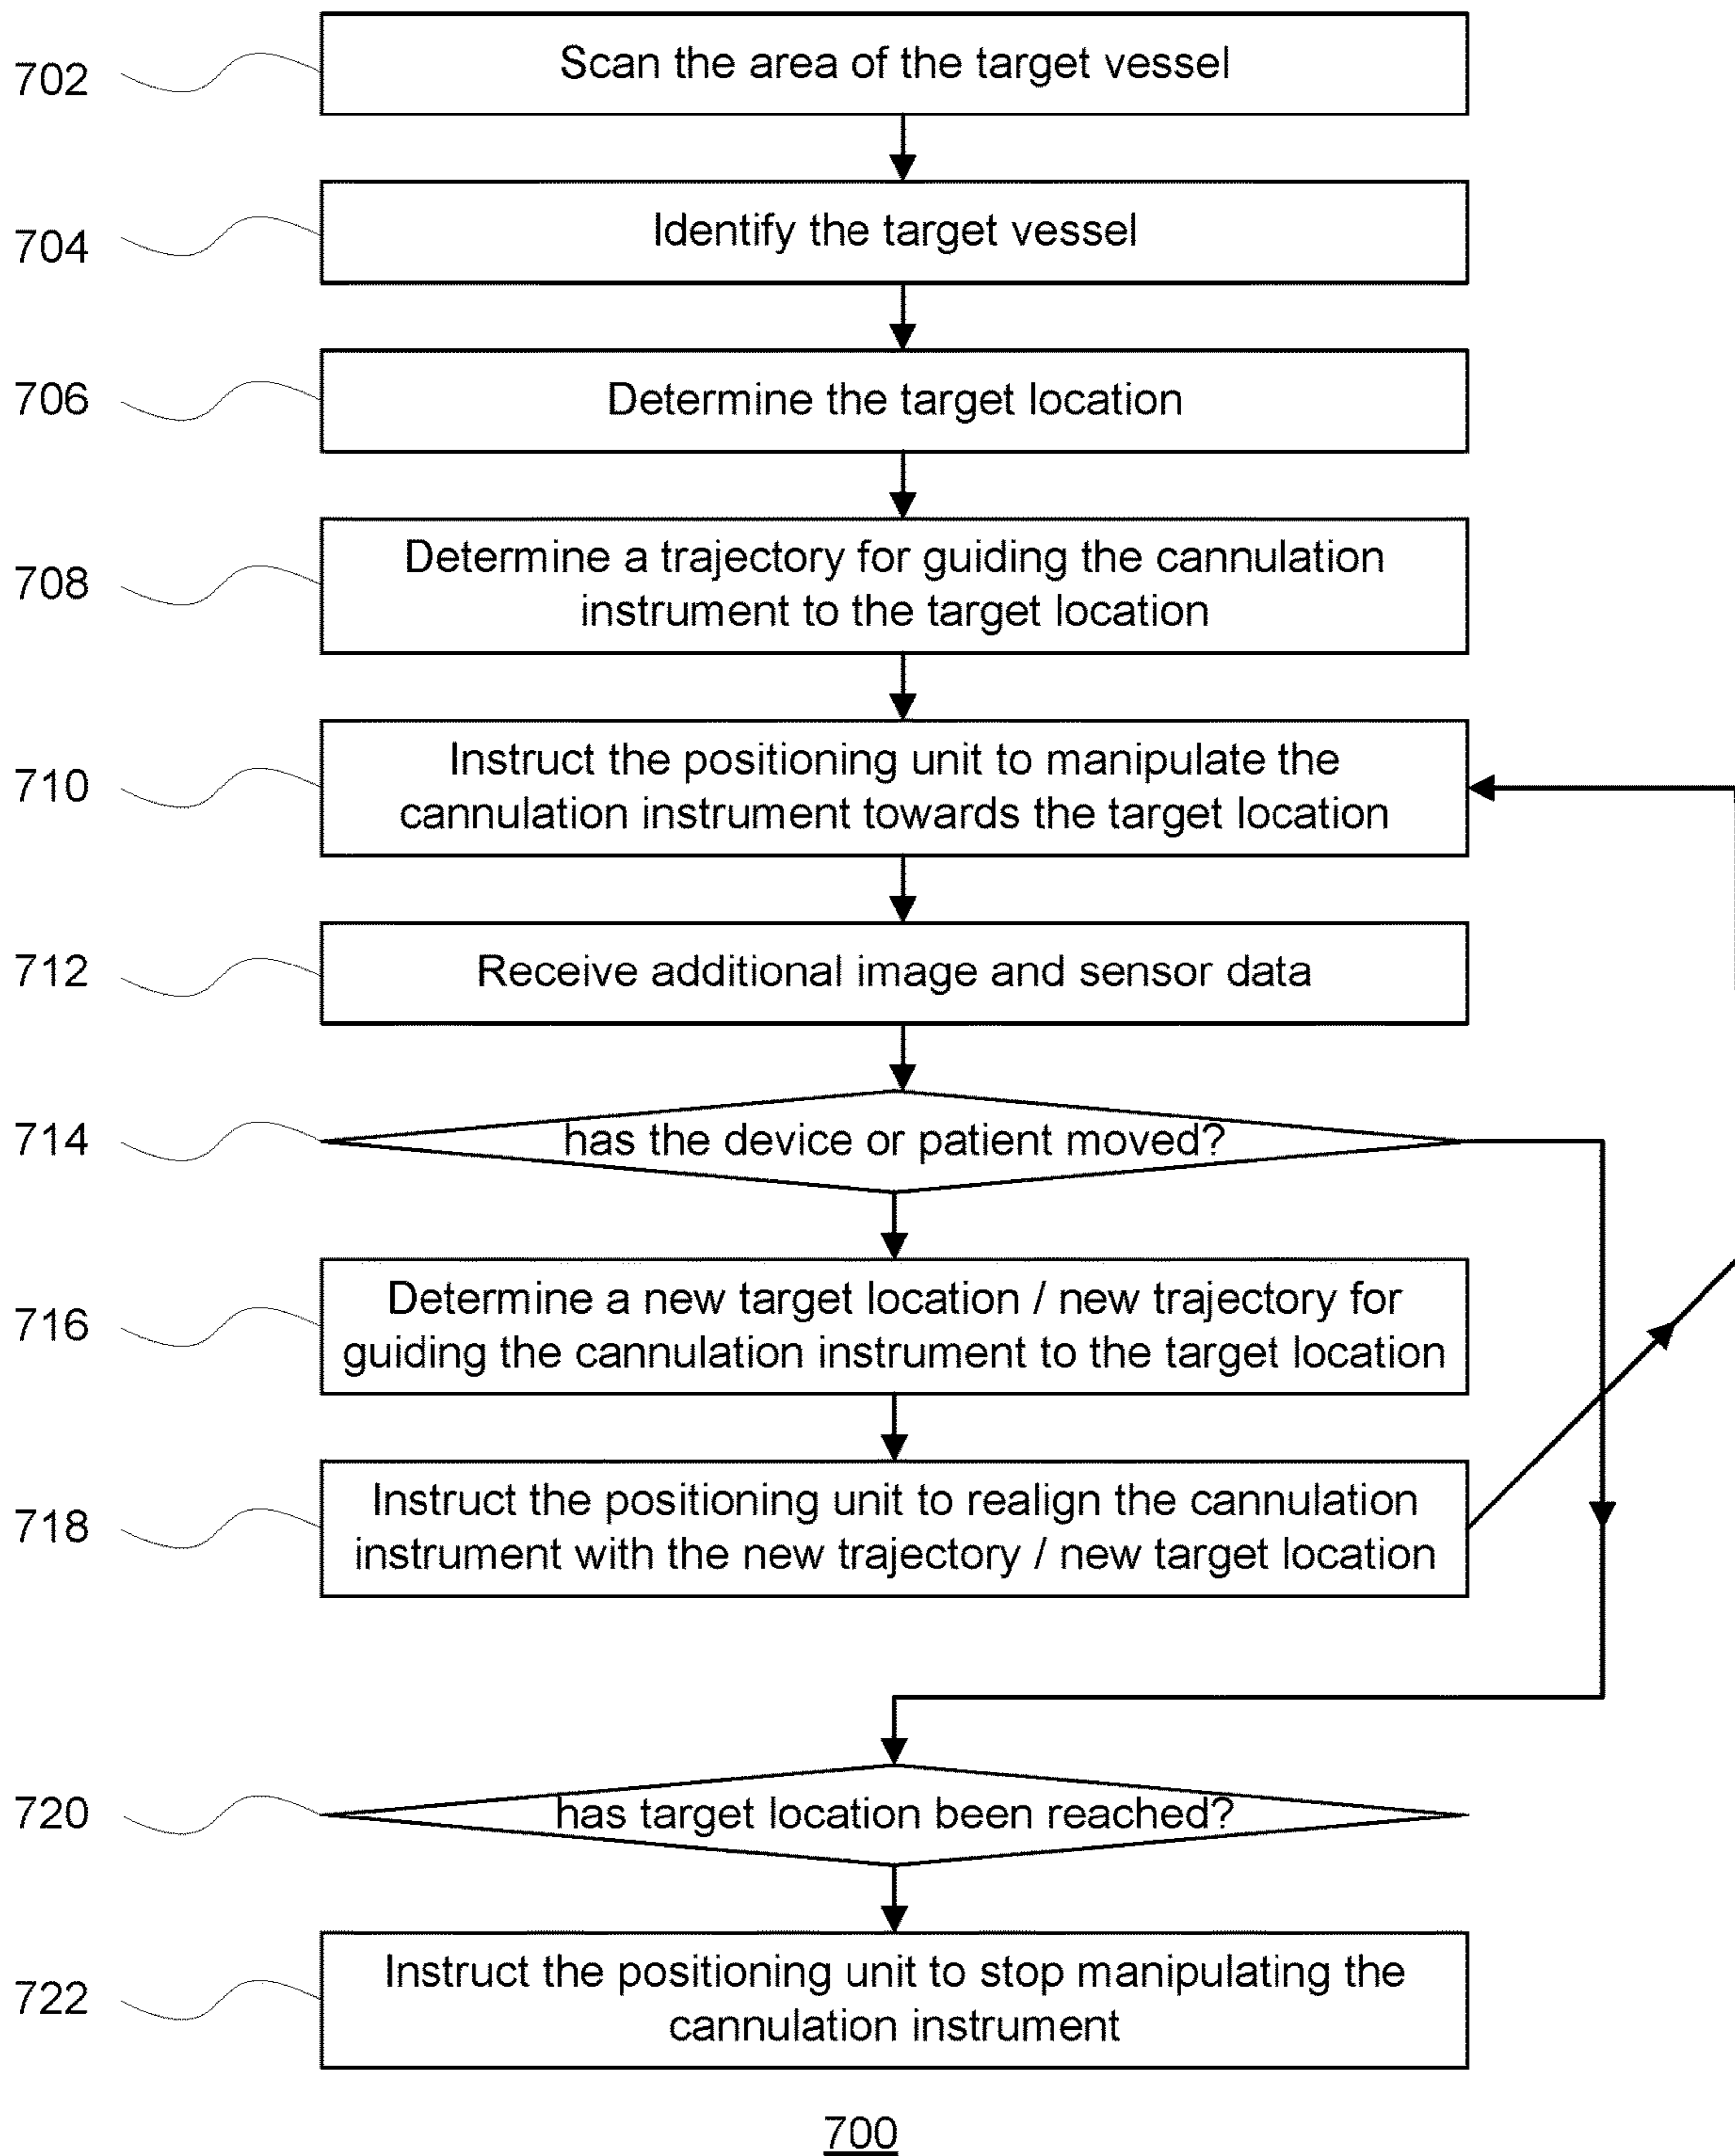 702
Scan the area of the target vessel
704
Identify the target vessel
706
Determine the target location
708
Determine a trajectory for guiding the cannulation
instrument to the target location
710
Instruct the positioning unit to manipulate the
cannulation instrument towards the target location
712
Receive additional image and sensor data
714
has the device or patient moved?
716
Determine a new target location / new trajectory for
guiding the cannulation instrument to the target location
718
Instruct the positioning unit to realign the cannulation
instrument with the new trajectory / new target location
720
has target location been reached?
722
Instruct the positioning unit to stop manipulating the
cannulation instrument
700